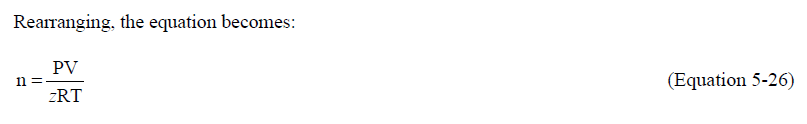 Rearranging, the equation becomes:
n = PV / zRT (Equation 5-26)